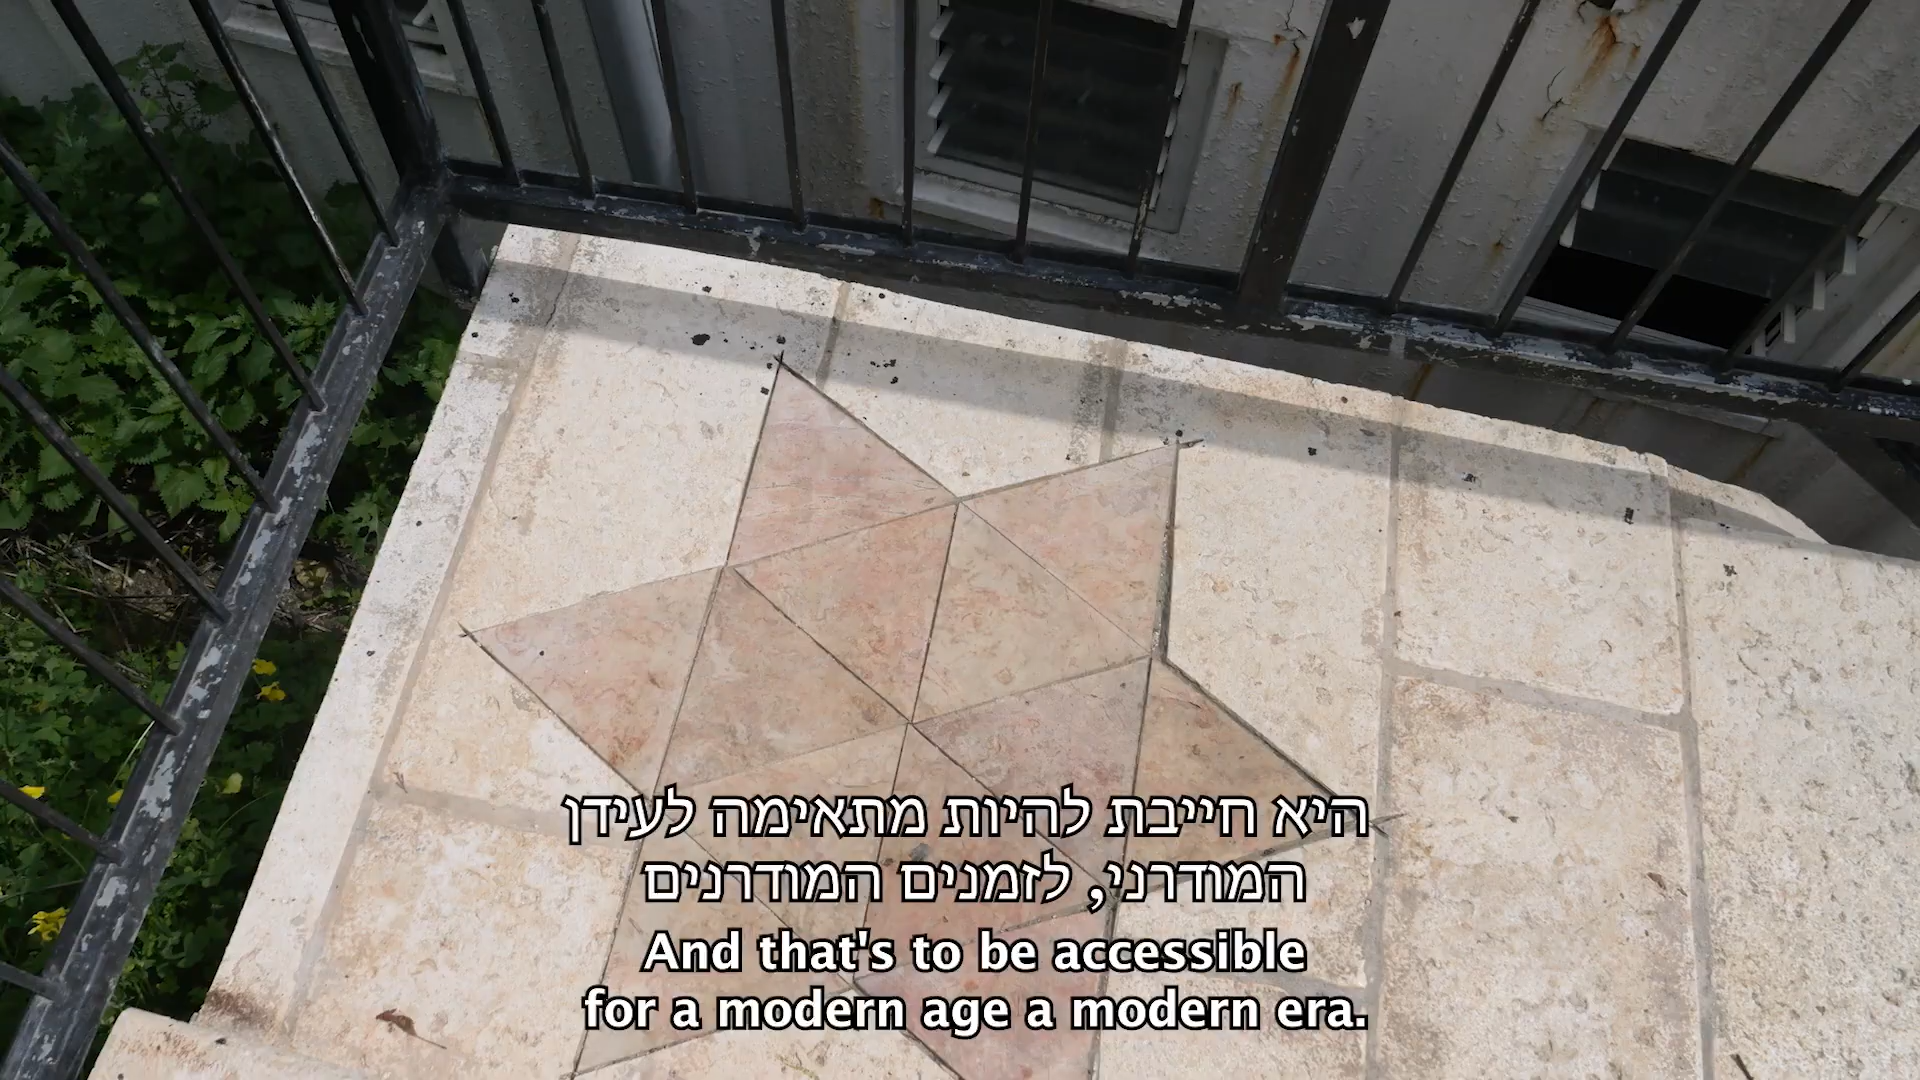 היא חייבת להיות מתאימה לעידן
המודרני, לזמנים המודרנים
And that's to be accessible
for a modern age a modern era.